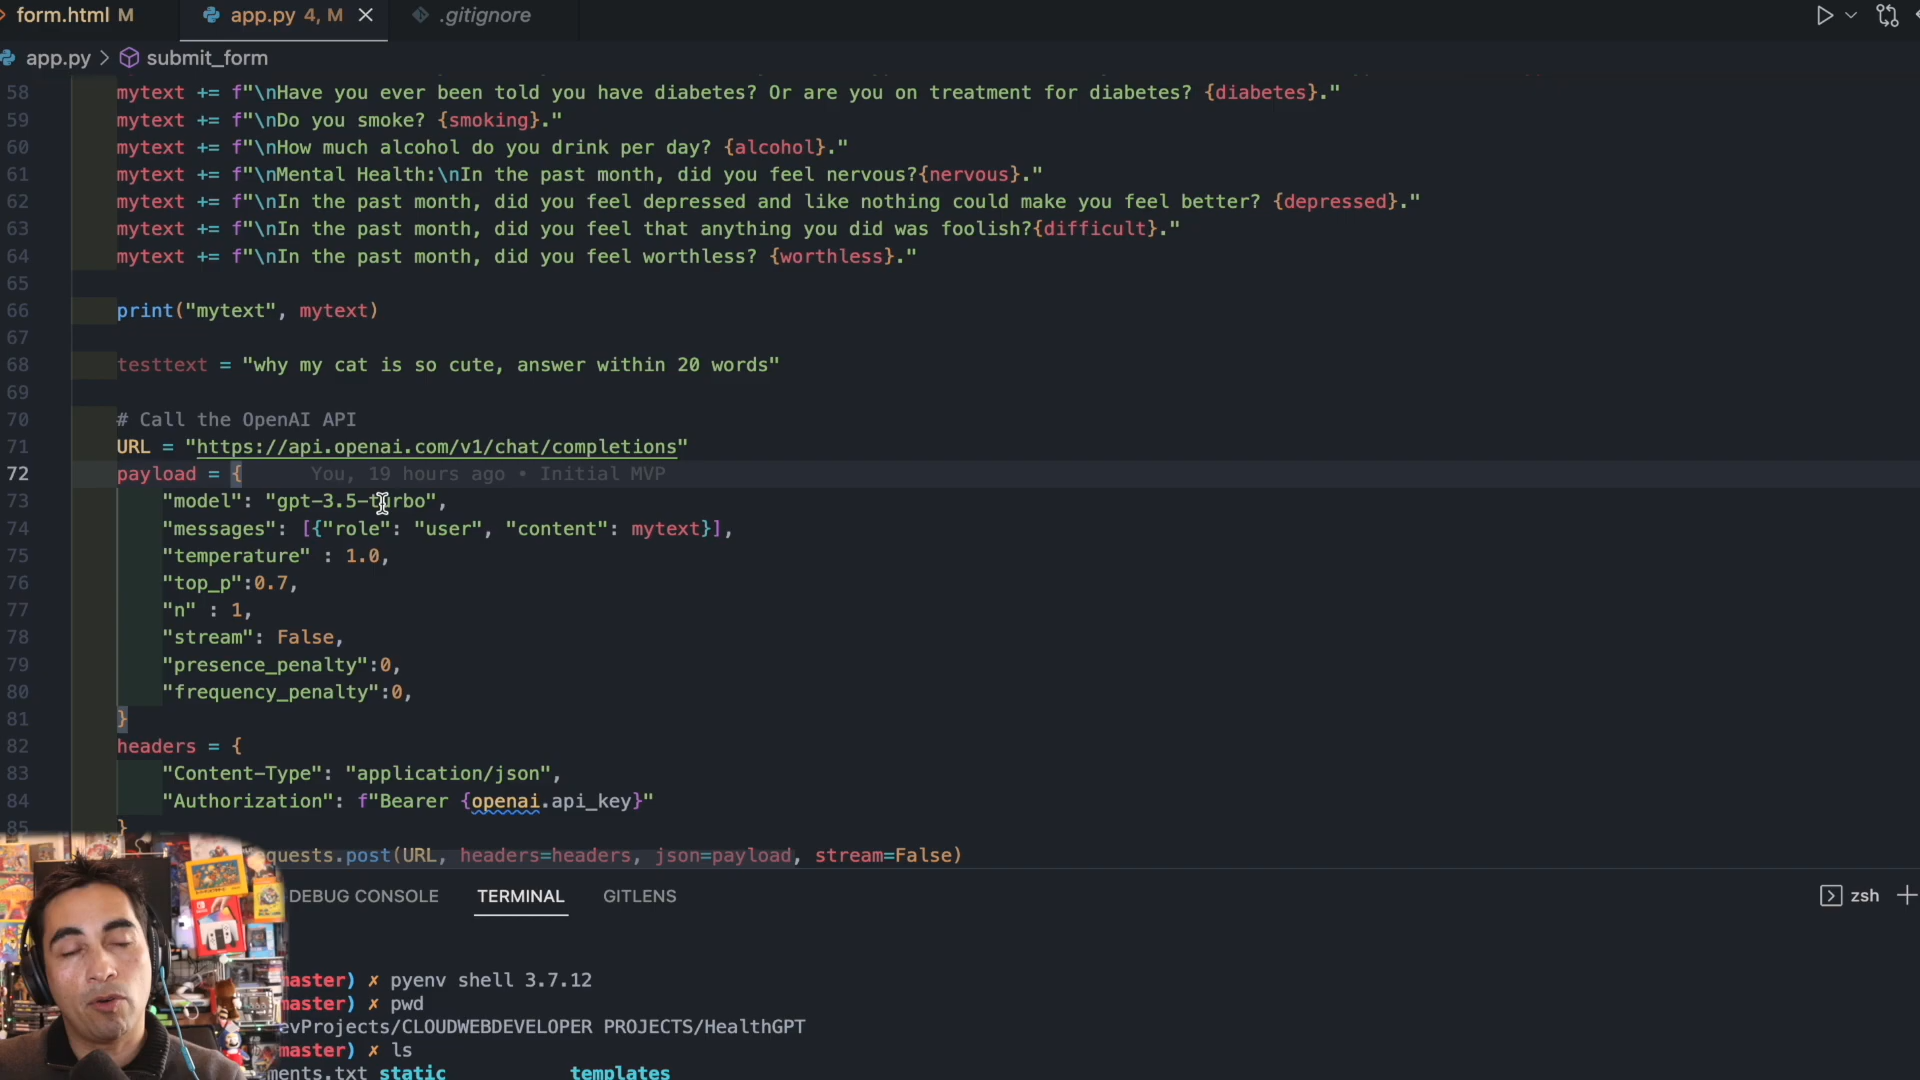 form.html M app.py 4, M .gitignore
app.py > submit_form
58 mytext += f"\nHave you ever been told you have diabetes? Or are you on treatment for diabetes? {diabetes}."
59 mytext += f"\nDo you smoke? {smoking}."
60 mytext += f"\nHow much alcohol do you drink per day? {alcohol}."
61 mytext += f"\nMental Health:\nIn the past month, did you feel nervous?{nervous}."
62 mytext += f"\nIn the past month, did you feel depressed and like nothing could make you feel better? {depressed}."
63 mytext += f"\nIn the past month, did you feel that anything you did was foolish?{difficult}."
64 mytext += f"\nIn the past month, did you feel worthless? {worthless}."
65
66 print("mytext", mytext)
67
68 testtext = "why my cat is so cute, answer within 20 words"
69
70 # Call the OpenAI API
71 URL = "https://api.openai.com/v1/chat/completions"
72 payload = { You, 19 hours ago • Initial MVP
73 "model": "gpt-3.5-turbo",
74 "messages": [{"role": "user", "content": mytext}],
75 "temperature" : 1.0,
76 "top_p":0.7,
77 "n" : 1,
78 "stream": False,
79 "presence_penalty":0,
80 "frequency_penalty":0,
81 }
82 headers = {
83 "Content-Type": "application/json",
84 "Authorization": f"Bearer {openai.api_key}"
85 }
quests.post(URL, headers=headers, json=payload, stream=False)
DEBUG CONSOLE TERMINAL GITLENS zsh
master) ✗ pyenv shell 3.7.12
master) ✗ pwd
evProjects/CLOUDWEBDEVELOPER PROJECTS/HealthGPT
master) ✗ ls
ments.txt static templates